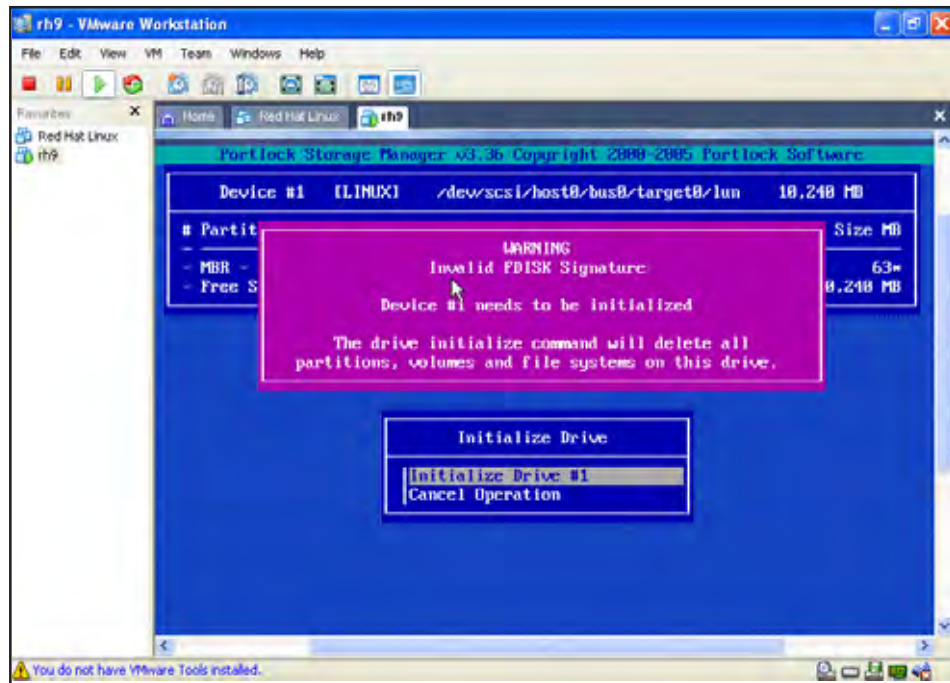 rh9 - VMware Workstation
File Edit View VM Team Windows Help
Favorites
Home Red Hat Linux rh9
Red Hat Linux
rh9
Portlock Storage Manager v3.36 Copyright 2000-2005 Portlock Software
Device #1 [LINUX] /dev/scsi/host0/bus0/target0/lun 10,240 MB
# Partit Size MB
- MBR - 63*
- Free S 0,240 MB
WARNING
Invalid FDISK Signature
Device #1 needs to be initialized
The drive initialize command will delete all
partitions, volumes and file systems on this drive.
Initialize Drive
Initialize Drive #1
Cancel Operation
You do not have VMware Tools installed.